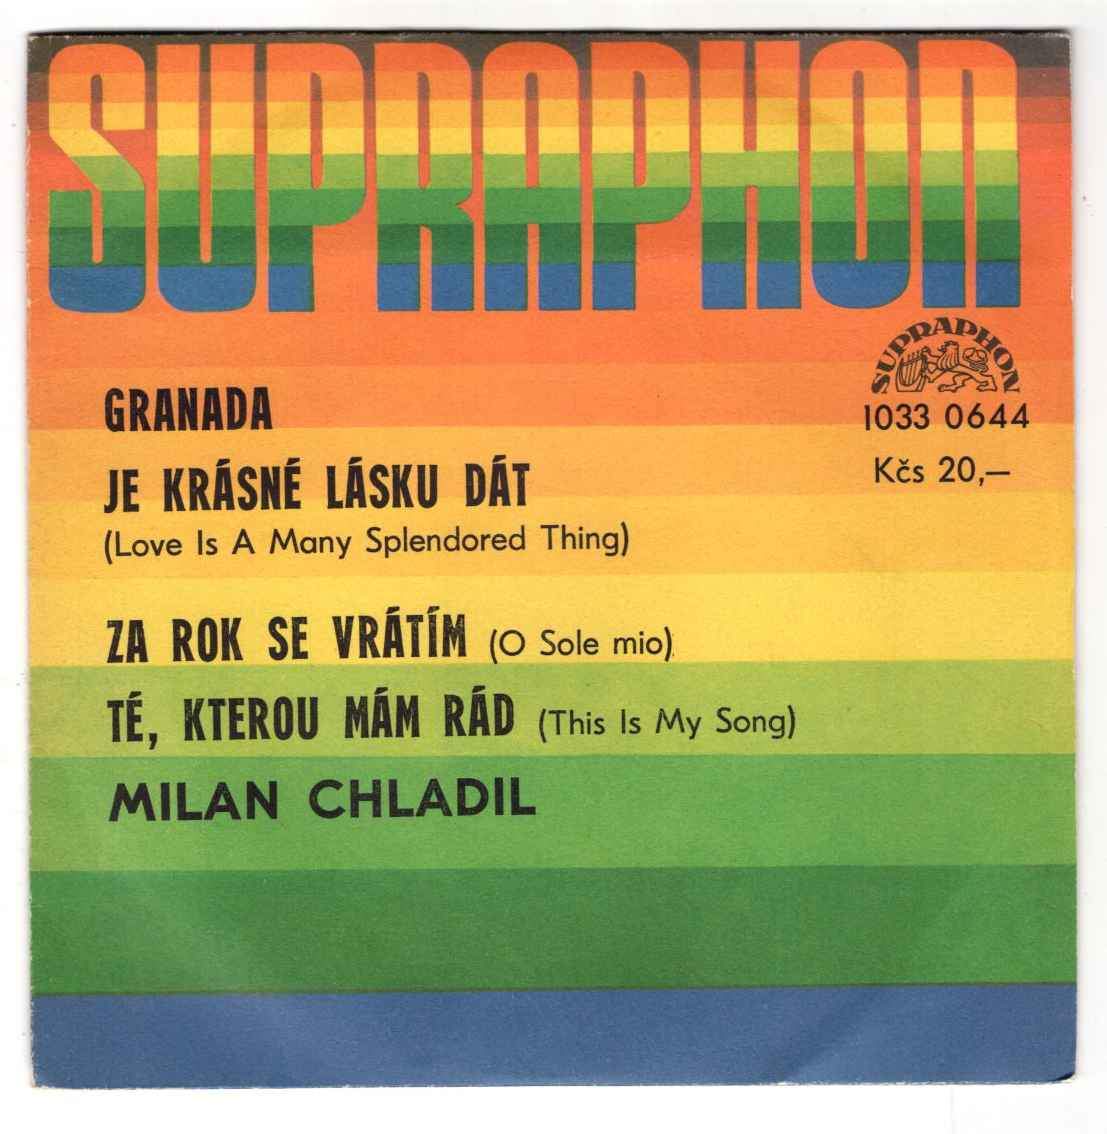 SUPRAPHON
SUPRAPHON
1033 0644
Kčs 20,—
GRANADA
JE KRÁSNÉ LÁSKU DÁT
(Love Is A Many Splendored Thing)
ZA ROK SE VRÁTÍM (O Sole mio)
TÉ, KTEROU MÁM RÁD (This Is My Song)
MILAN CHLADIL